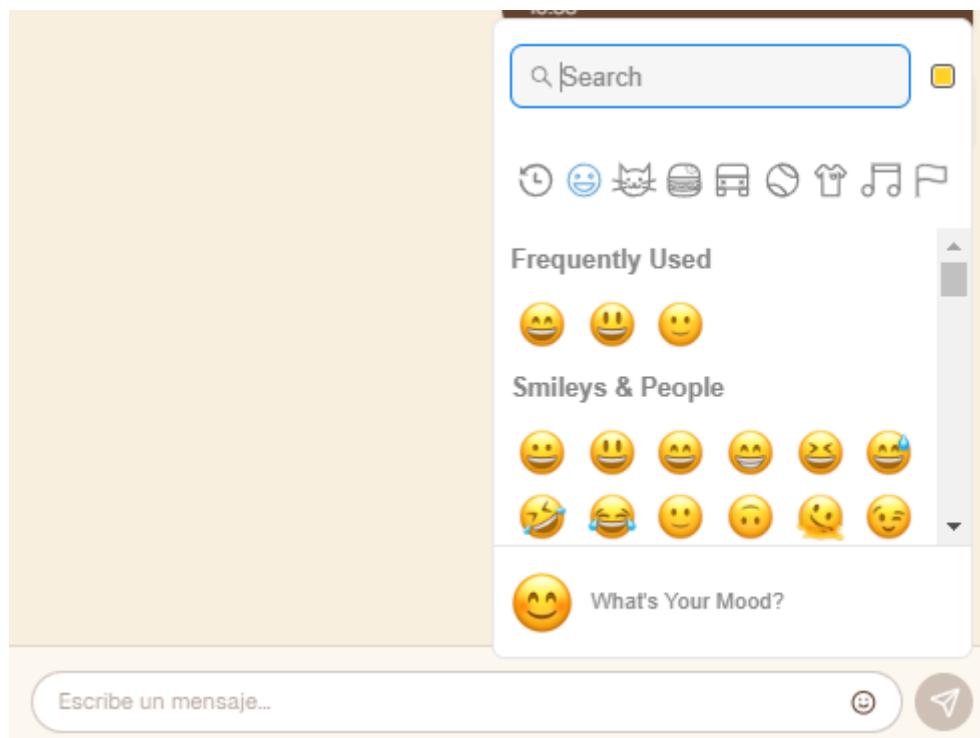 Search
Frequently Used
Smileys & People
What's Your Mood?
Escribe un mensaje...